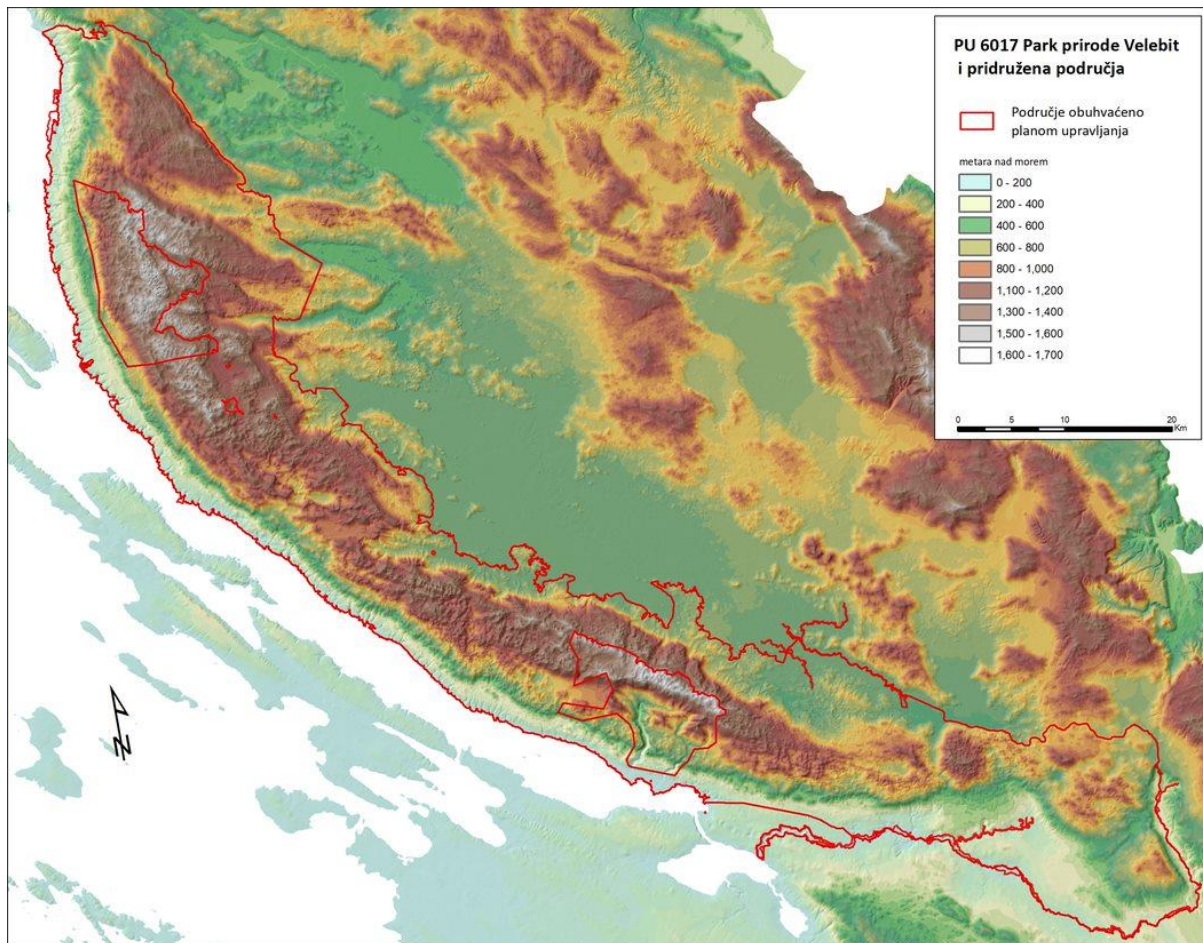 PU 6017 Park prirode Velebit
i pridružena područja
Područje obuhvaćeno
planom upravljanja
metara nad morem
0 - 200
200 - 400
400 - 600
600 - 800
800 - 1,000
1,100 - 1,200
1,300 - 1,400
1,500 - 1,600
1,600 - 1,700
0 5 10 20
Km
N